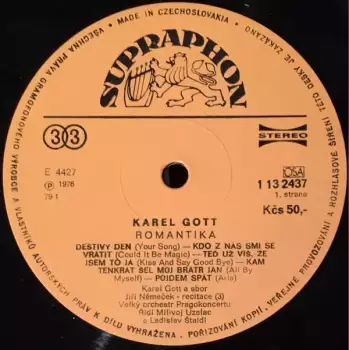 • MADE IN CZECHOSLOVAKIA •
VŠECHNA PRÁVA GRAMOFONOVÉHO VÝROBCE A VLASTNÍKŮ AUTORSKÝCH PRÁV K DÍLU VYHRAŽENA. POŘIZOVÁNÍ KOPIÍ, VEŘEJNÉ PROVOZOVÁNÍ A ROZHLASOVÉ ŠÍŘENÍ TÉTO DESKY JE ZAKÁZÁNO
SUPRAPHON
33
STEREO
E 4427
Ⓟ 1978
79-1
OSA
1 13 2437
1. strana
Kčs 50,-
KAREL GOTT
ROMANTIKA
DEŠTIVÝ DEN (Your Song) — KDO Z NÁS SMÍ SE
VRÁTIT (Could It Be Magic) — TEĎ UŽ VÍŠ, ŽE
JSEM TO JÁ (Kiss And Say Good Bye) — KAM
TENKRÁT ŠEL MŮJ BRATR JAN (All By
Myself) — PŮJDEM SPÁT (Aria)
Karel Gott a sbor
Jiří Němeček - recitace (3)
Velký orchestr Pragokoncertu
Řídí Milivoj Uzelac
a Ladislav Štaidl